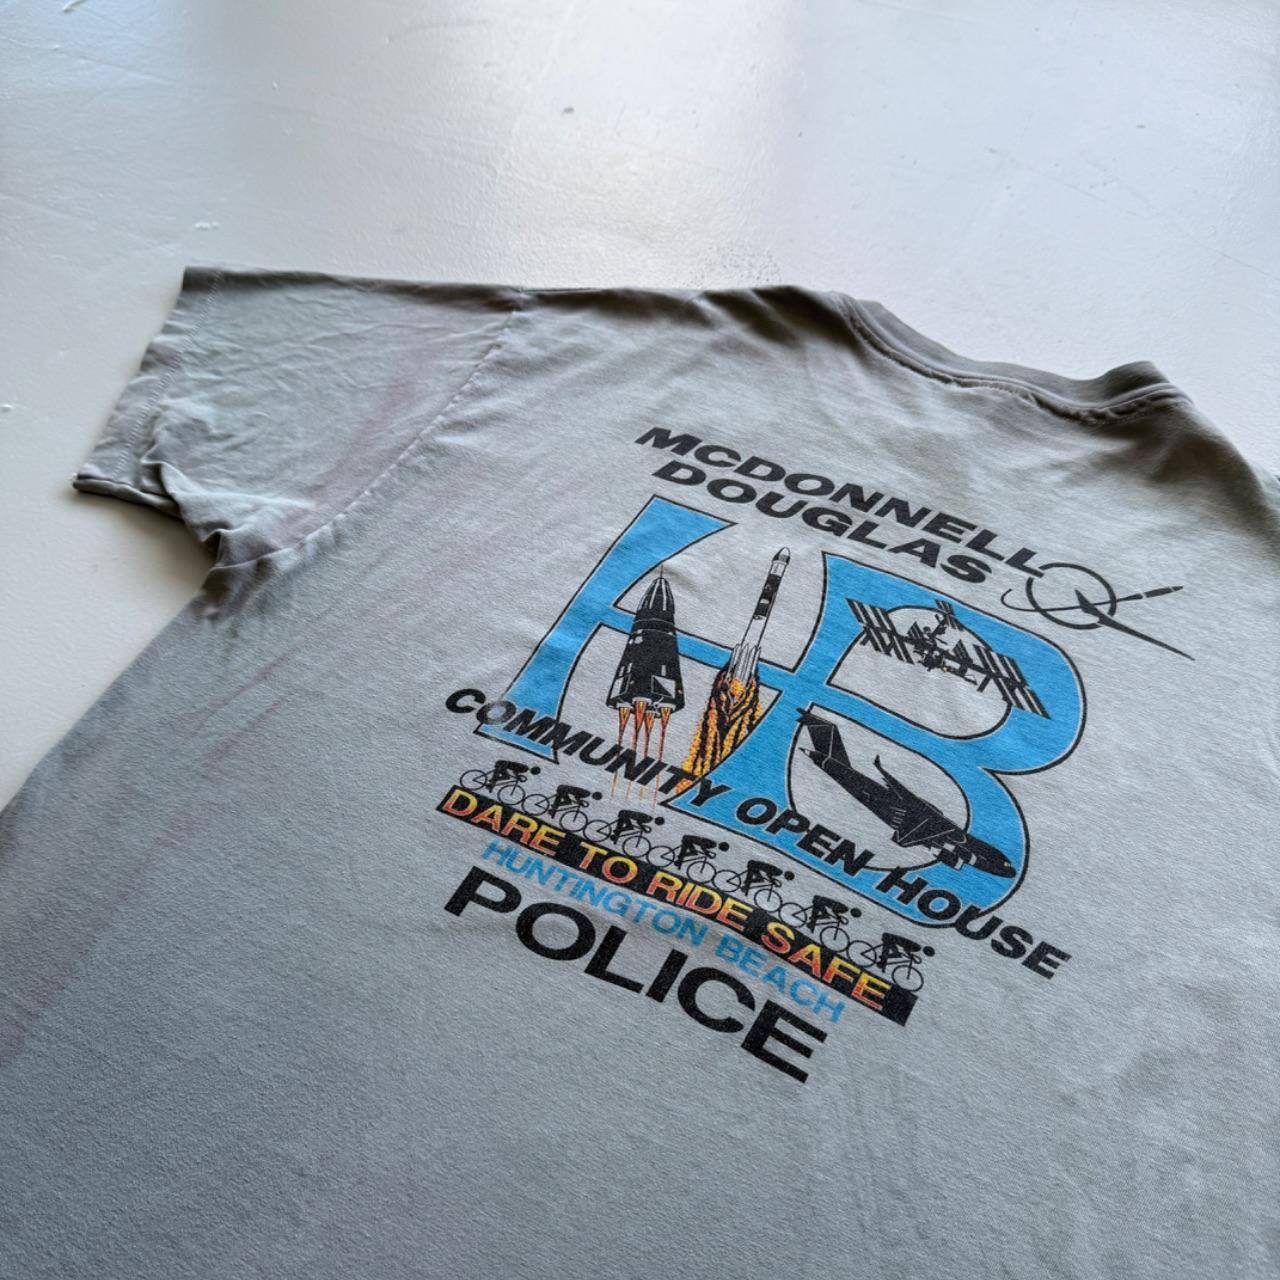 MCDONNELL
DOUGLAS
HB
COMMUNITY OPEN HOUSE
DARE TO RIDE SAFE
HUNTINGTON BEACH
POLICE